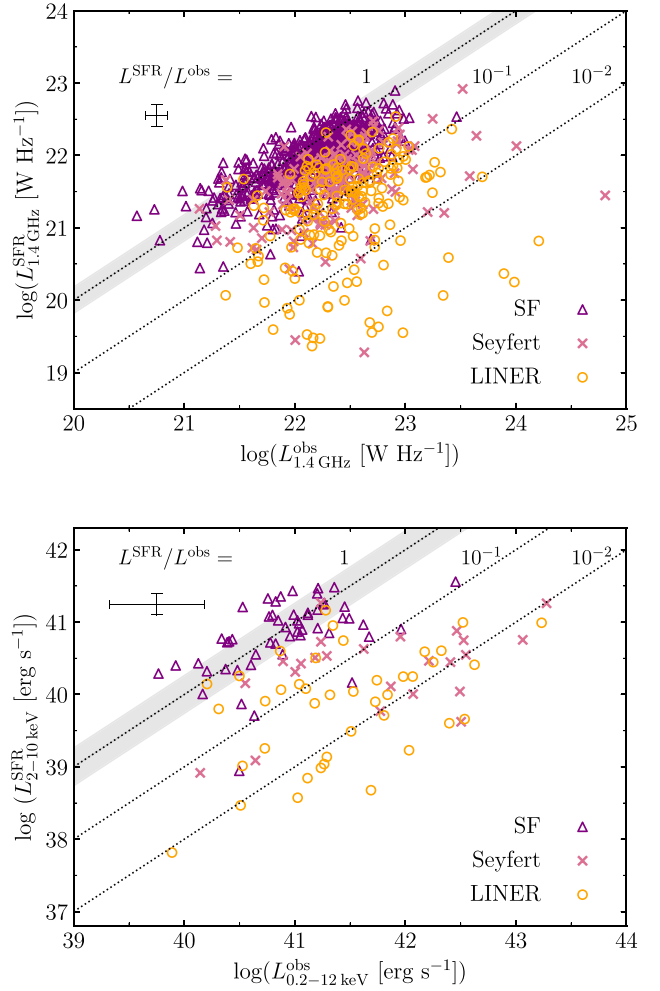 24
23
22
21
20
19
20
21
22
23
24
25
log(L^SFR_1.4 GHz [W Hz^−1])
L^SFR/L^obs =
1
10^−1
10^−2
SF
Seyfert
LINER
log(L^obs_1.4 GHz [W Hz^−1])
42
41
40
39
38
37
39
40
41
42
43
44
log (L^SFR_2−10 keV [erg s^−1])
L^SFR/L^obs =
1
10^−1
10^−2
SF
Seyfert
LINER
log(L^obs_0.2−12 keV [erg s^−1])